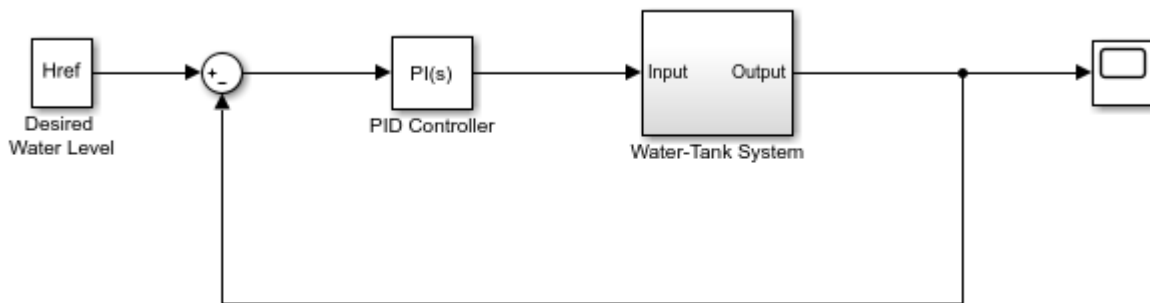 Href
Desired
Water Level
+
-
PI(s)
PID Controller
Input
Output
Water-Tank System